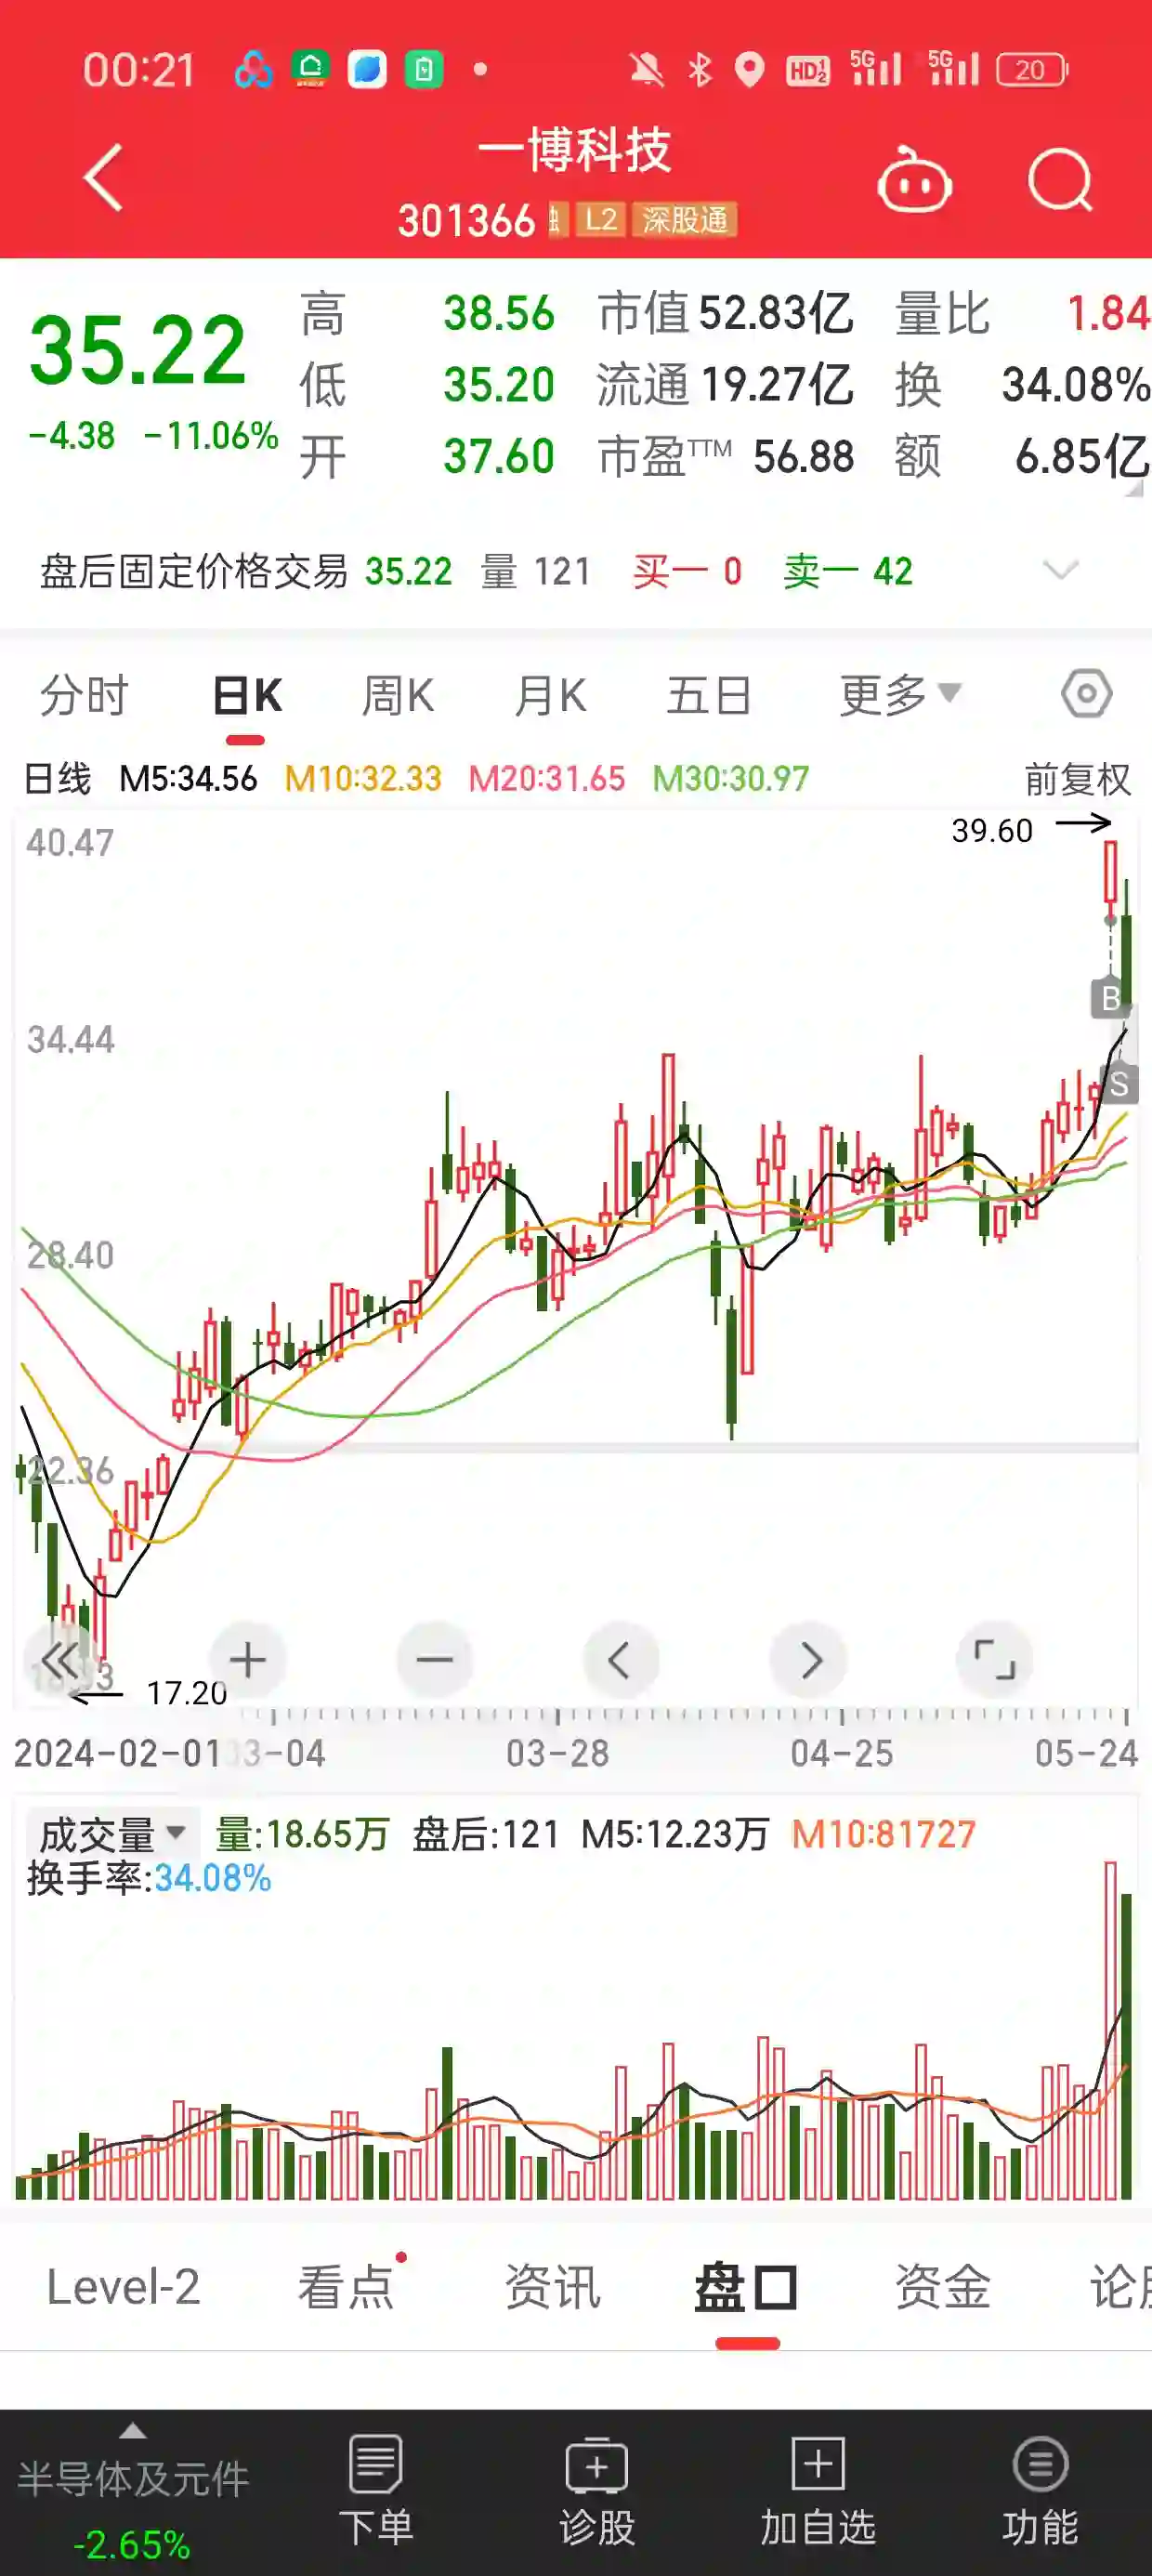 00:21 HD 5G 5G 20
一博科技
301366 L2 深股通
35.22
-4.38 -11.06%
高 38.56 市值 52.83亿 量比 1.84
低 35.20 流通 19.27亿 换 34.08%
开 37.60 市盈TTM 56.88 额 6.85亿
盘后固定价格交易 35.22 量 121 买一 0 卖一 42
分时 日K 周K 月K 五日 更多
日线 M5:34.56 M10:32.33 M20:31.65 M30:30.97 前复权
40.47
39.60
34.44
B
S
28.40
22.36
17.20
2024-02-01 03-04 03-28 04-25 05-24
成交量 量:18.65万 盘后:121 M5:12.23万 M10:81727
换手率:34.08%
Level-2 看点 资讯 盘口 资金 论股
半导体及元件
-2.65%
下单 诊股 加自选 功能